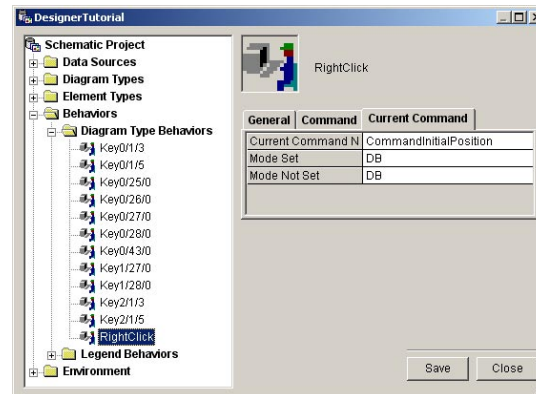 DesignerTutorial
Schematic Project
Data Sources
Diagram Types
Element Types
Behaviors
Diagram Type Behaviors
Key0/1/3
Key0/1/5
Key0/25/0
Key0/26/0
Key0/27/0
Key0/28/0
Key0/43/0
Key1/27/0
Key1/28/0
Key2/1/3
Key2/1/5
RightClick
Legend Behaviors
Environment
RightClick
General Command Current Command
Current Command N CommandInitialPosition
Mode Set DB
Mode Not Set DB
Save Close